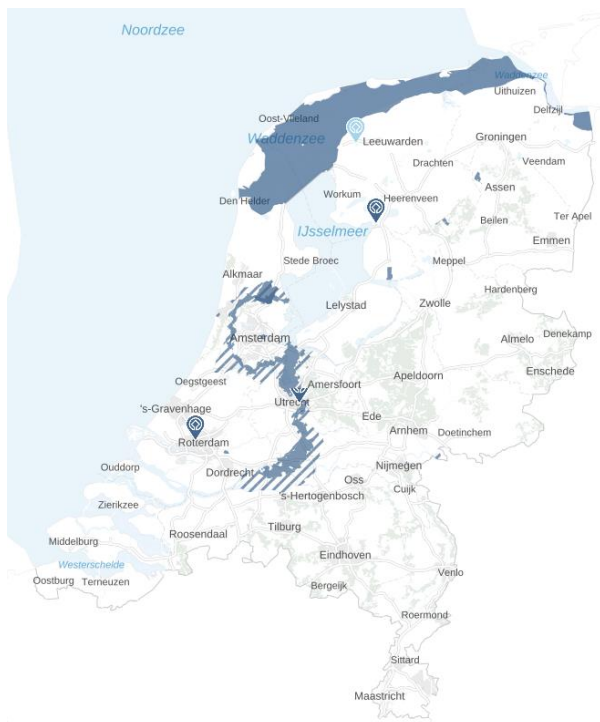 Noordzee
Waddenzee
Uithuizen
Delfzijl
Oost-Vlieland
Waddenzee
Leeuwarden
Groningen
Drachten
Veendam
Den Helder
Workum
Heerenveen
Assen
Beilen
Ter Apel
IJsselmeer
Emmen
Stede Broec
Meppel
Alkmaar
Hardenberg
Lelystad
Zwolle
Amsterdam
Almelo
Denekamp
Enschede
Oegstgeest
Amersfoort
Apeldoorn
Utrecht
's-Gravenhage
Ede
Arnhem
Doetinchem
Rotterdam
Ouddorp
Dordrecht
Nijmegen
Oss
Cuijk
's-Hertogenbosch
Zierikzee
Tilburg
Roosendaal
Middelburg
Eindhoven
Westerschelde
Oostburg
Terneuzen
Bergeijk
Venlo
Roermond
Sittard
Maastricht